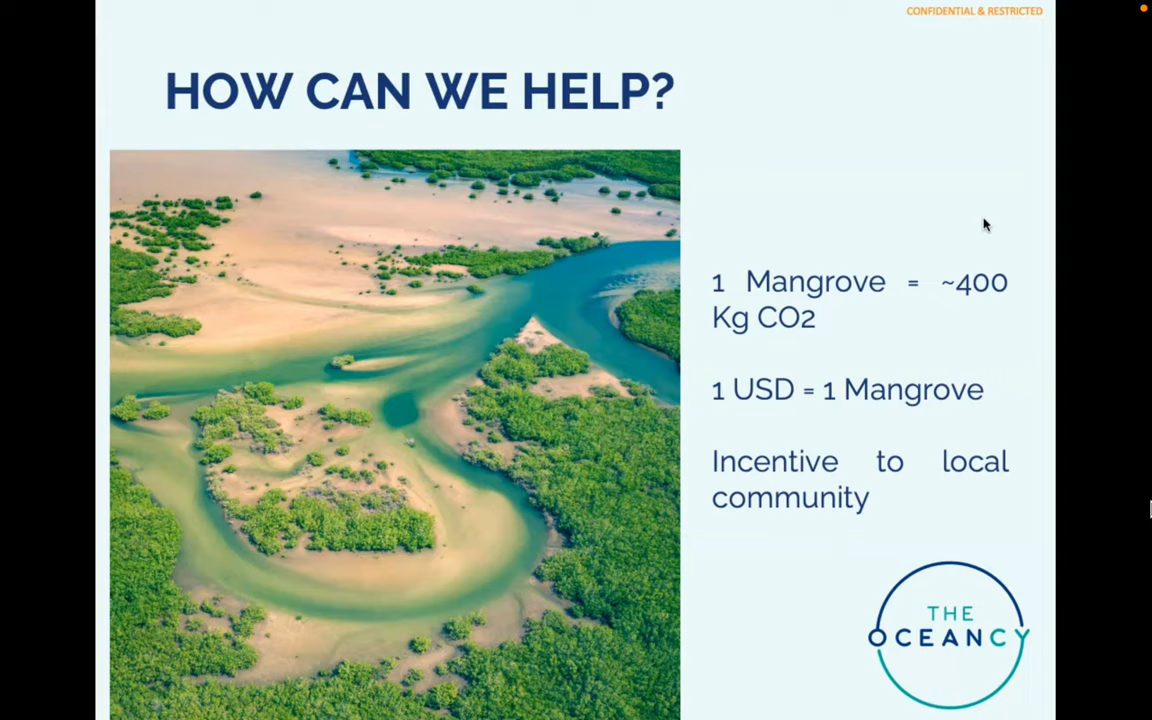 CONFIDENTIAL & RESTRICTED
HOW CAN WE HELP?
1 Mangrove = ~400
Kg CO2
1 USD = 1 Mangrove
Incentive to local
community
THE
OCEANCY